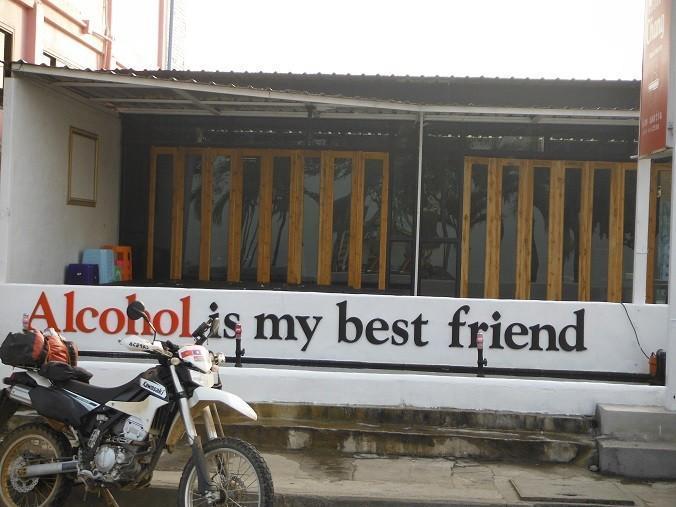 Alcohol is my best friend
Kawasaki